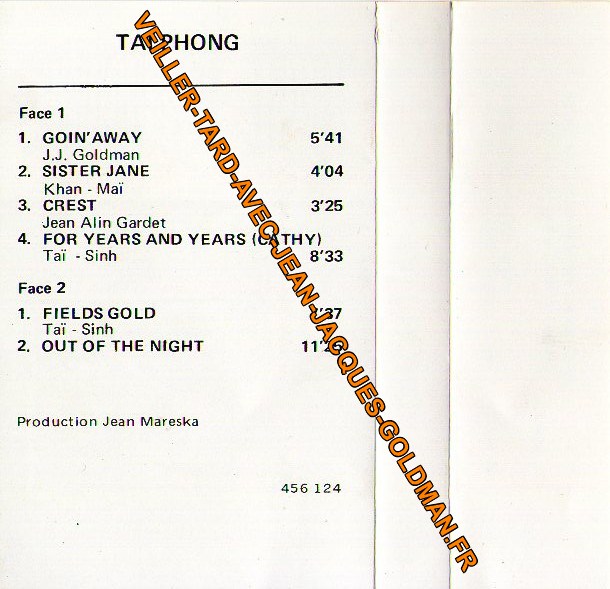 TAI PHONG
Face 1
1. GOIN'AWAY 5'41
J.J. Goldman
2. SISTER JANE 4'04
Khan - Maï
3. CREST 3'25
Jean Alin Gardet
4. FOR YEARS AND YEARS (CATHY)
Taï - Sinh 8'33
Face 2
1. FIELDS GOLD
Taï - Sinh
2. OUT OF THE NIGHT
Production Jean Mareska
456 124
VEILLER-TARD-AVEC-JEAN-JACQUES-GOLDMAN.FR